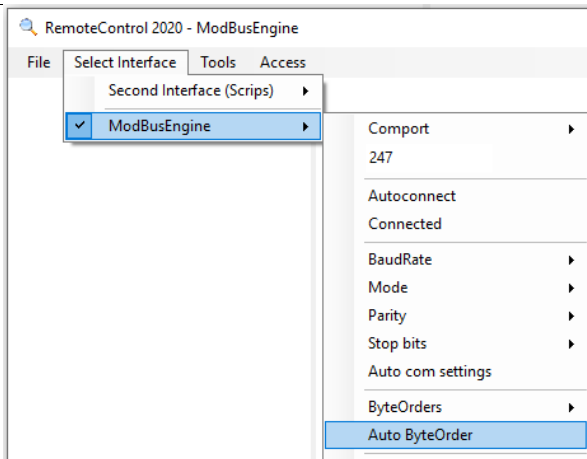 RemoteControl 2020 - ModBusEngine
File Select Interface Tools Access
Second Interface (Scrips)
ModBusEngine
Comport
247
Autoconnect
Connected
BaudRate
Mode
Parity
Stop bits
Auto com settings
ByteOrders
Auto ByteOrder